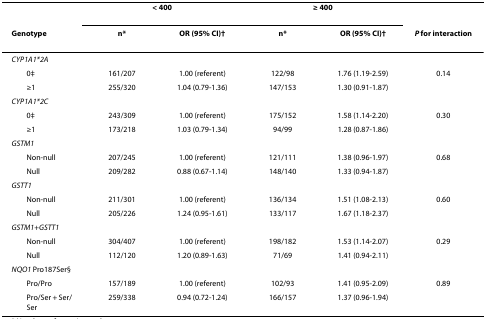 < 400 ≥ 400
Genotype n* OR (95% CI)† n* OR (95% CI)† P for interaction
CYP1A1*2A
0‡ 161/207 1.00 (referent) 122/98 1.76 (1.19-2.59) 0.14
≥1 255/320 1.04 (0.79-1.36) 147/153 1.30 (0.91-1.87)
CYP1A1*2C
0‡ 243/309 1.00 (referent) 175/152 1.58 (1.14-2.20) 0.30
≥1 173/218 1.03 (0.79-1.34) 94/99 1.28 (0.87-1.86)
GSTM1
Non-null 207/245 1.00 (referent) 121/111 1.38 (0.96-1.97) 0.68
Null 209/282 0.88 (0.67-1.14) 148/140 1.33 (0.94-1.87)
GSTT1
Non-null 211/301 1.00 (referent) 136/134 1.51 (1.08-2.13) 0.60
Null 205/226 1.24 (0.95-1.61) 133/117 1.67 (1.18-2.37)
GSTM1+GSTT1
Non-null 304/407 1.00 (referent) 198/182 1.53 (1.14-2.07) 0.29
Null 112/120 1.20 (0.89-1.63) 71/69 1.41 (0.94-2.11)
NQO1 Pro187Ser§
Pro/Pro 157/189 1.00 (referent) 102/93 1.41 (0.95-2.09) 0.89
Pro/Ser + Ser/ 259/338 0.94 (0.72-1.24) 166/157 1.37 (0.96-1.94)
Ser